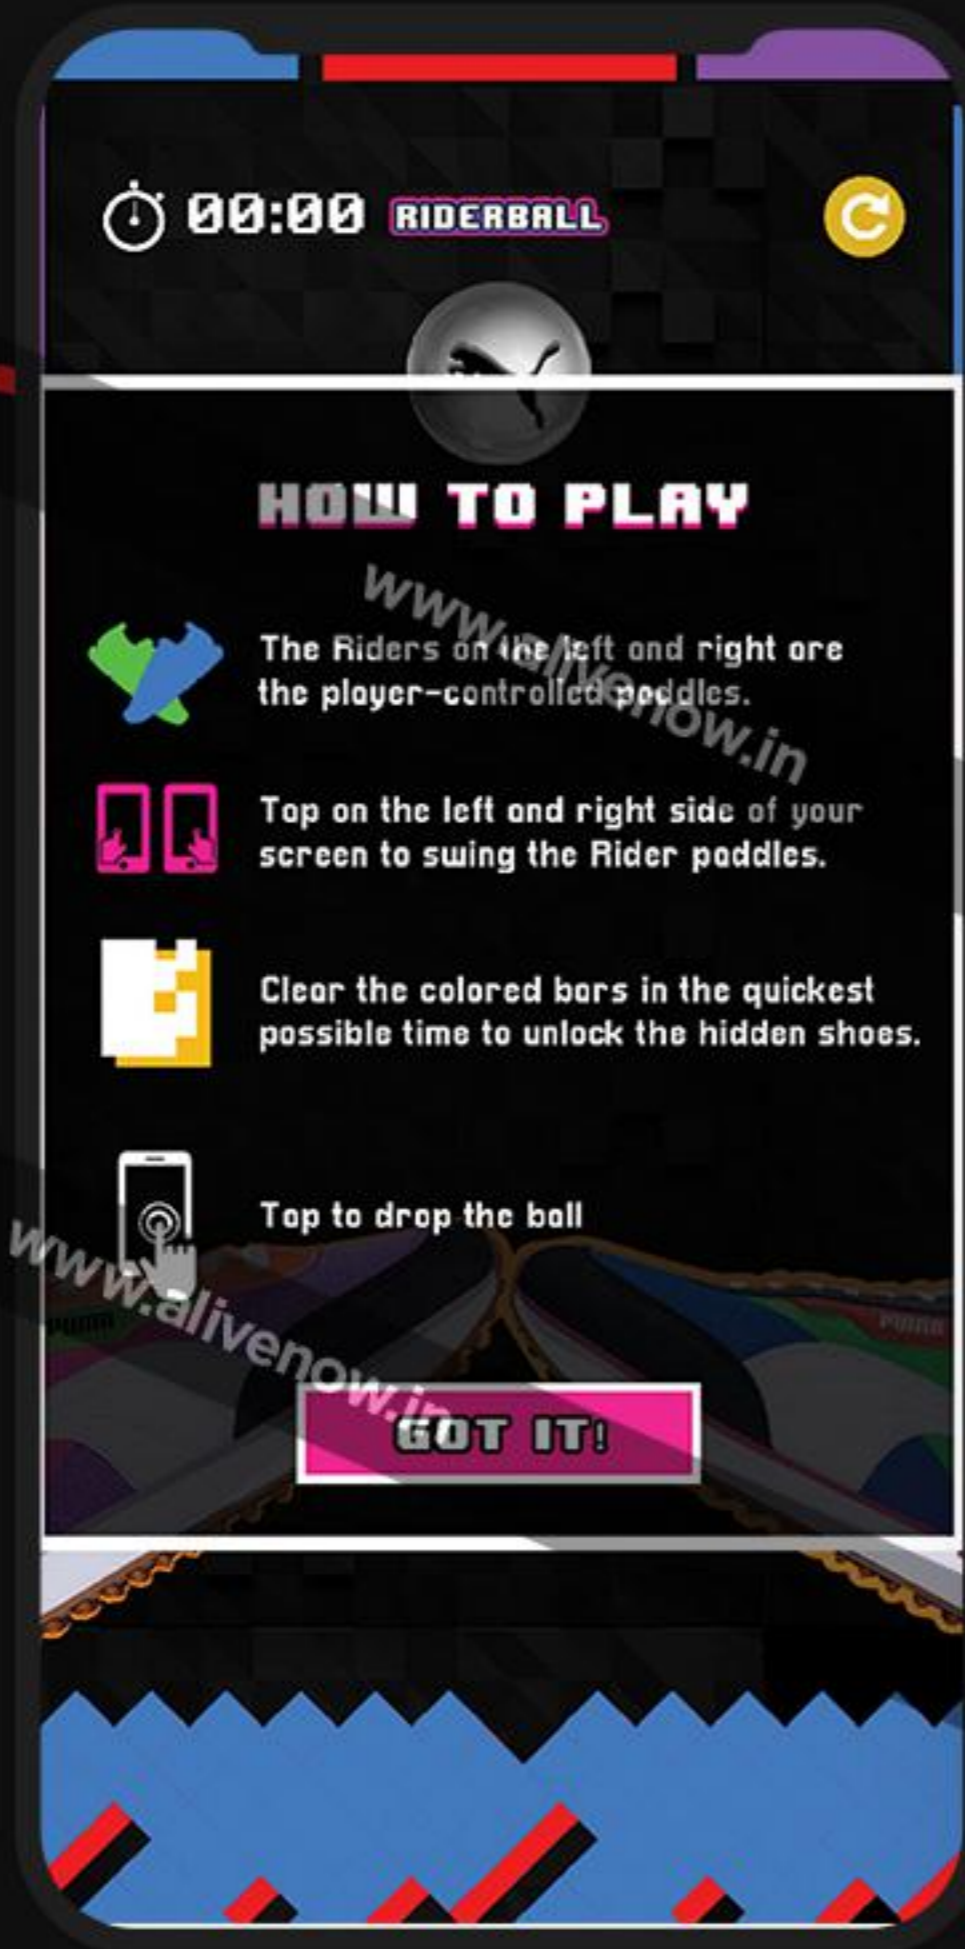 00:00 RIDERBALL
HOW TO PLAY
The Riders on the left and right are
the player-controlled paddles.
Tap on the left and right side of your
screen to swing the Rider paddles.
Clear the colored bars in the quickest
possible time to unlock the hidden shoes.
Tap to drop the ball
PUMA
PUMA
GOT IT!
www.alivenow.in
www.alivenow.in